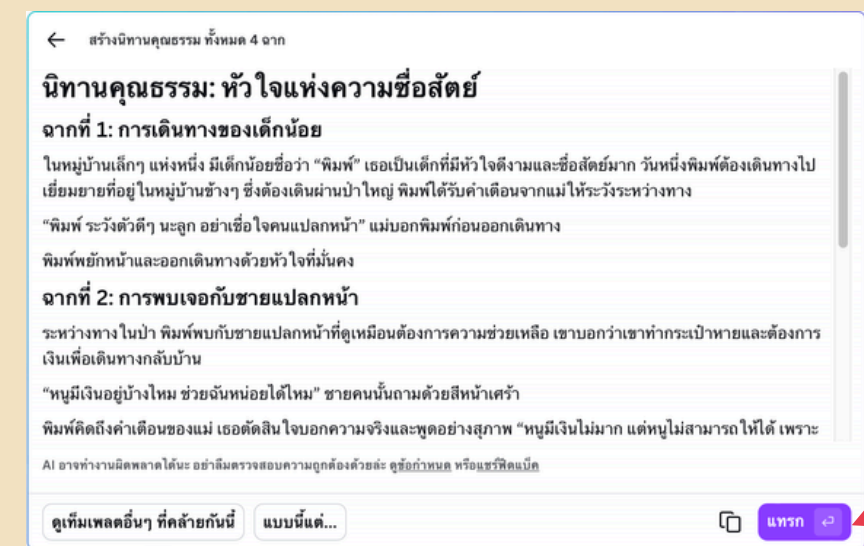 สร้างนิทานคุณธรรม ทั้งหมด 4 ฉาก
นิทานคุณธรรม: หัวใจแห่งความซื่อสัตย์
ฉากที่ 1: การเดินทางของเด็กน้อย
ในหมู่บ้านเล็กๆ แห่งหนึ่ง มีเด็กน้อยชื่อว่า “พิมพ์” เธอเป็นเด็กที่มีหัวใจดีงามและซื่อสัตย์มาก วันหนึ่งพิมพ์ต้องเดินทางไป
เยี่ยมยายที่อยู่ในหมู่บ้านข้างๆ ซึ่งต้องเดินผ่านป่าใหญ่ พิมพ์ได้รับคำเตือนจากแม่ให้ระวังระหว่างทาง
“พิมพ์ ระวังตัวดีๆ นะลูก อย่าเชื่อใจคนแปลกหน้า” แม่บอกพิมพ์ก่อนออกเดินทาง
พิมพ์พยักหน้าและออกเดินทางด้วยหัวใจที่มั่นคง
ฉากที่ 2: การพบเจอกับชายแปลกหน้า
ระหว่างทางในป่า พิมพ์พบกับชายแปลกหน้าที่ดูเหมือนต้องการความช่วยเหลือ เขาบอกว่าเขาทำกระเป๋าหายและต้องการ
เงินเพื่อเดินทางกลับบ้าน
“หนูมีเงินอยู่บ้างไหม ช่วยฉันหน่อยได้ไหม” ชายคนนั้นถามด้วยสีหน้าเศร้า
พิมพ์คิดถึงคำเตือนของแม่ เธอตัดสินใจบอกความจริงและพูดอย่างสุภาพ “หนูมีเงินไม่มาก แต่หนูไม่สามารถให้ได้ เพราะ
AI อาจทำงานผิดพลาดได้นะ อย่าลืมตรวจสอบความถูกต้องด้วยล่ะ ดูข้อกำหนด หรือแชร์ฟีดแบ็ค
ดูเท็มเพลตอื่นๆ ที่คล้ายกันนี้ แบบนี้แต่... แทรก